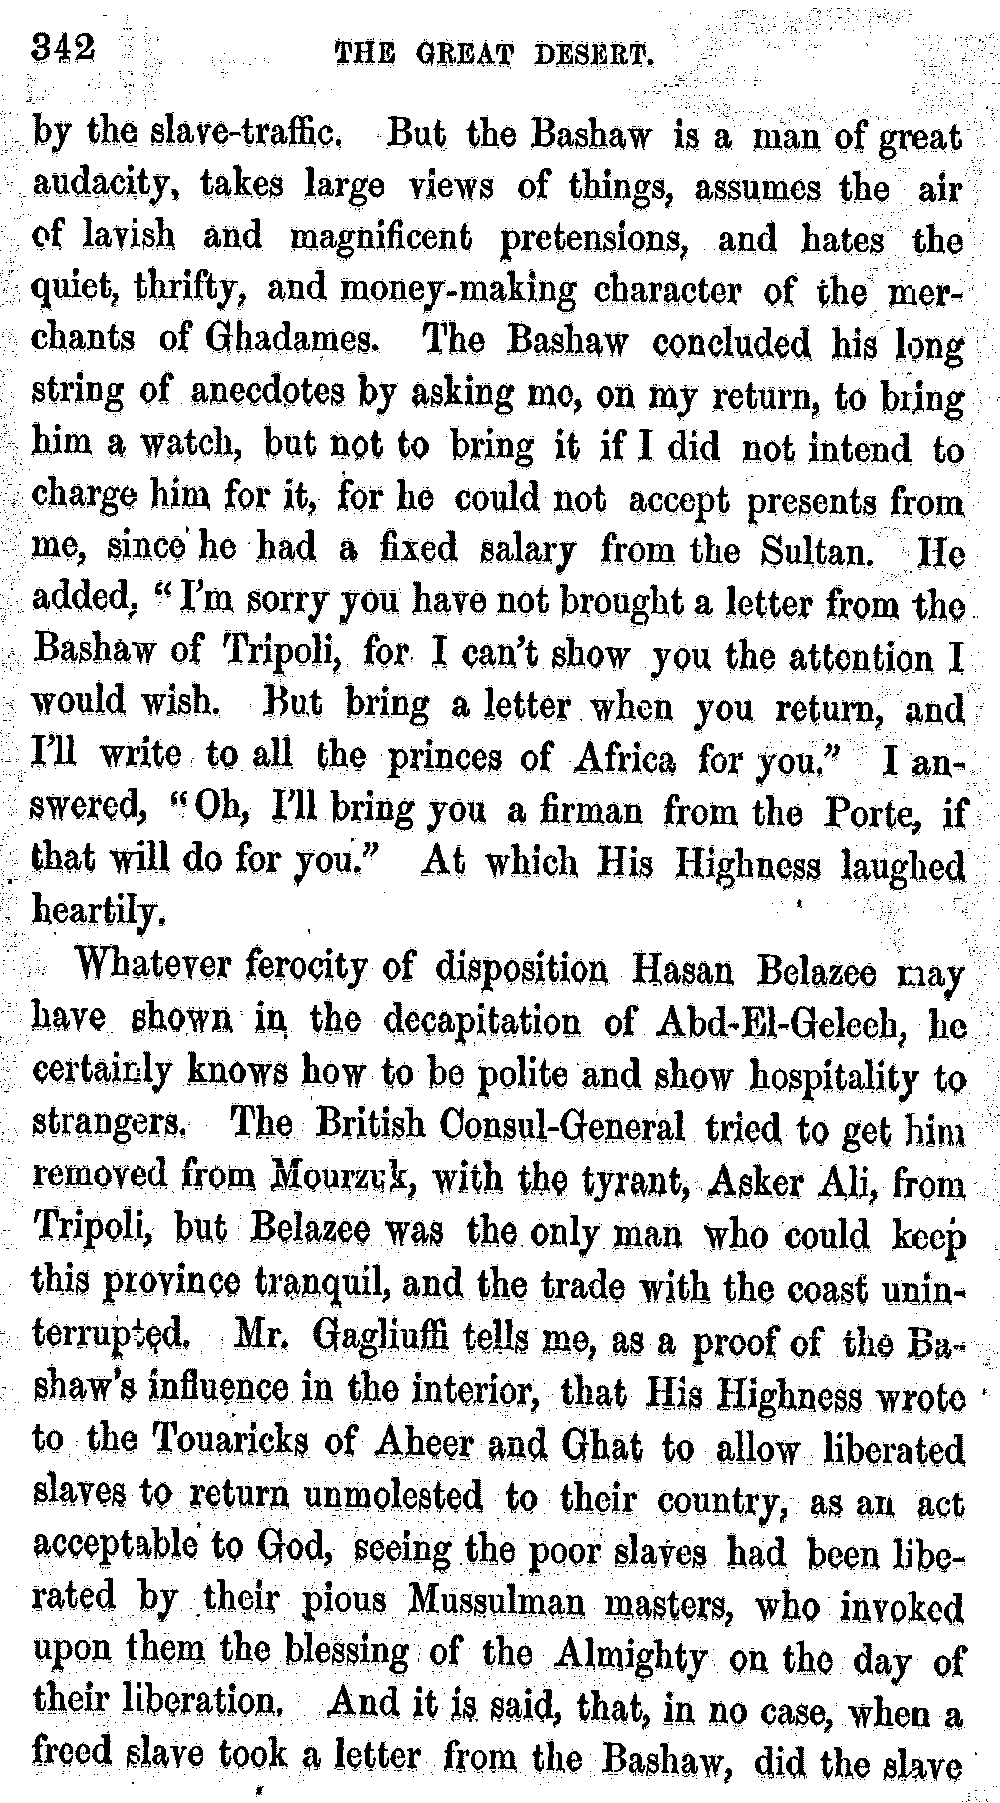 342 THE GREAT DESERT.
by the slave-traffic. But the Bashaw is a man of great
audacity, takes large views of things, assumes the air
of lavish and magnificent pretensions, and hates the
quiet, thrifty, and money-making character of the mer-
chants of Ghadames. The Bashaw concluded his long
string of anecdotes by asking me, on my return, to bring
him a watch, but not to bring it if I did not intend to
charge him for it, for he could not accept presents from
me, since he had a fixed salary from the Sultan. He
added, “I’m sorry you have not brought a letter from the
Bashaw of Tripoli, for I can’t show you the attention I
would wish. But bring a letter when you return, and
I’ll write to all the princes of Africa for you.” I an-
swered, “Oh, I’ll bring you a firman from the Porte, if
that will do for you.” At which His Highness laughed
heartily.
Whatever ferocity of disposition Hasan Belazee may
have shown in the decapitation of Abd-El-Geleeh, he
certainly knows how to be polite and show hospitality to
strangers. The British Consul-General tried to get him
removed from Mourzuk, with the tyrant, Asker Ali, from
Tripoli, but Belazee was the only man who could keep
this province tranquil, and the trade with the coast unin-
terrupted. Mr. Gagliuffi tells me, as a proof of the Ba-
shaw’s influence in the interior, that His Highness wrote
to the Touaricks of Aheer and Ghat to allow liberated
slaves to return unmolested to their country, as an act
acceptable to God, seeing the poor slaves had been libe-
rated by their pious Mussulman masters, who invoked
upon them the blessing of the Almighty on the day of
their liberation. And it is said, that, in no case, when a
freed slave took a letter from the Bashaw, did the slave